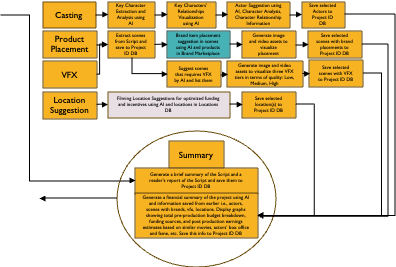 Casting
Key Character
Extraction and
Analysis using
AI
Key Characters'
Relationships
Visualization
using AI
Actor Suggestion using
AI, Character Analysis,
Character Relationship
Information
Save selected
Actors to
Project ID
DB
Product
Placement
Extract scenes
from Script and
save to Project
ID DB
Brand item placement
suggestion in scenes
using AI and products
in Brand Marketplace
Generate image
and video assets to
visualize
placements
Save selected
scenes with brand
placements to
Project ID DB
VFX
Suggest scenes
that requires VFX
by AI and list them
Generate image and video
assets to visualize three VFX
tiers in terms of quality: Low,
Medium, High
Save selected
scenes with VFX
to Project ID
DB
Location
Suggestion
Filming Location Suggestions for optimized funding
and incentives using AI and locations in Locations
DB
Save selected
location(s) to
Project ID DB
Summary
Generate a brief summary of the Script and a
reader's report of the Script and save them to
Project ID DB
Generate a financial summary of the project using AI
and information saved from earlier i.e., actors,
scenes with brands, vfx, locations. Display graphs
showing total pre-production budget breakdown,
funding sources, and post production earnings
estimates based on similar movies, actors' box office
and fame, etc. Save this info to Project ID DB